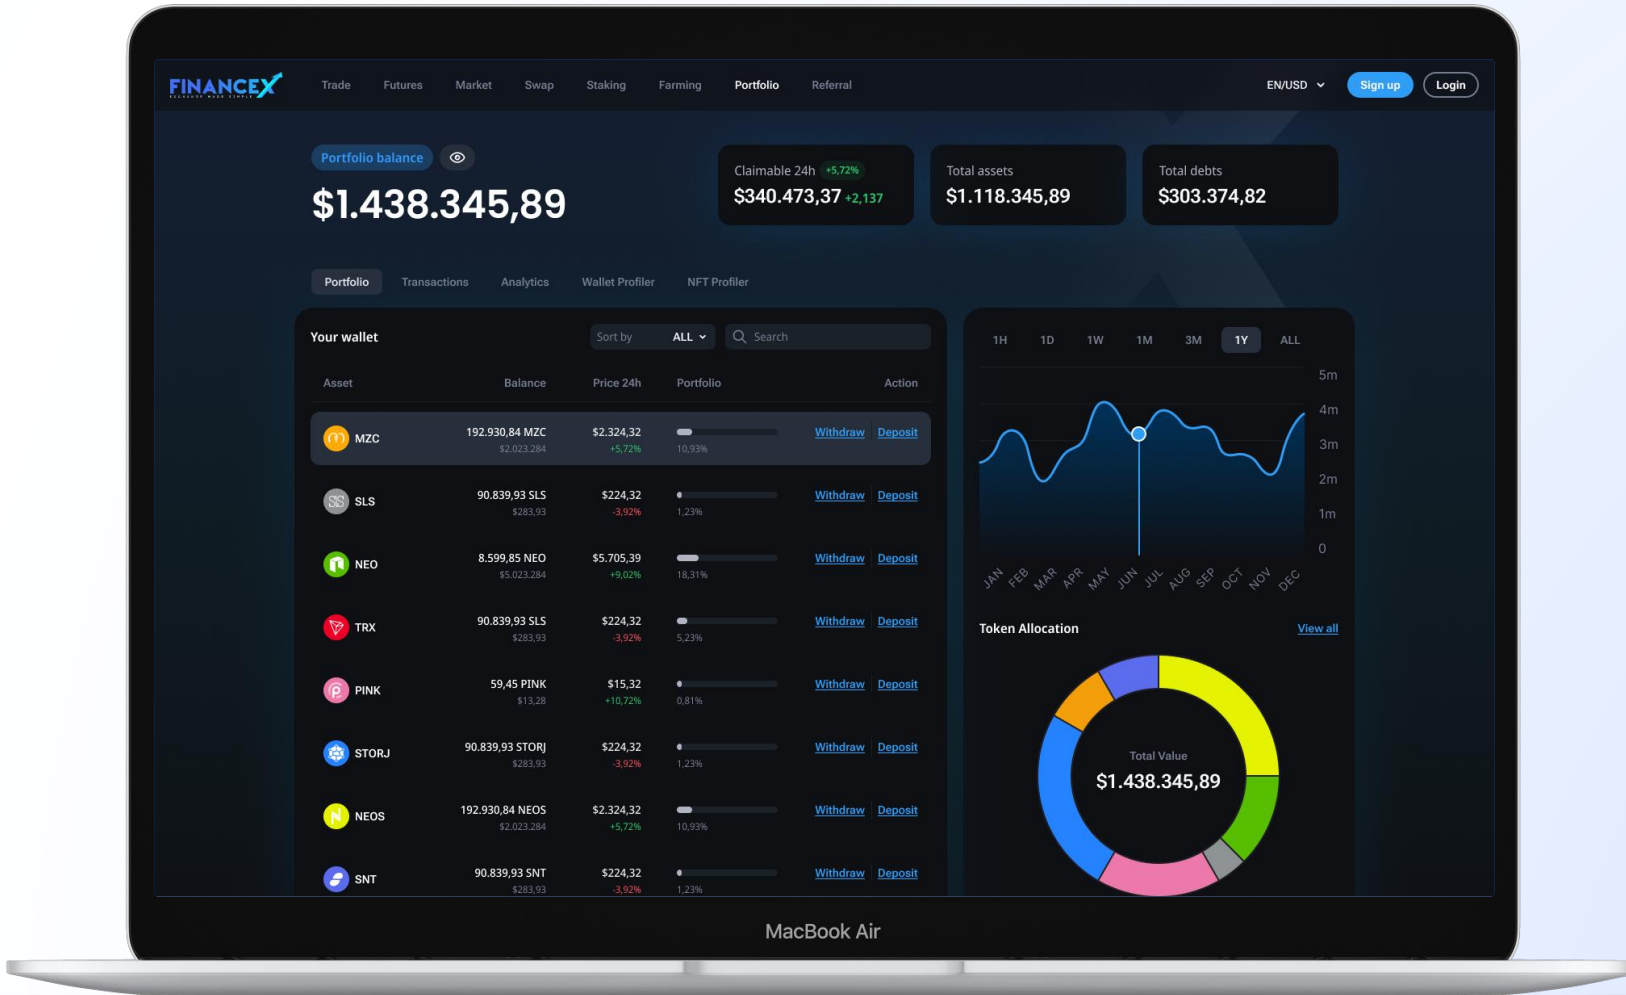 FINANCEX
EXCHANGE MADE SIMPLE
Trade Futures Market Swap Staking Farming Portfolio Referral
EN/USD Sign up Login
Portfolio balance
$1.438.345,89
Claimable 24h +5,72%
$340.473,37 +2,137
Total assets
$1.118.345,89
Total debts
$303.374,82
Portfolio Transactions Analytics Wallet Profiler NFT Profiler
Your wallet Sort by ALL Search
Asset Balance Price 24h Portfolio Action
MZC 192.930,84 MZC $2.324,32 Withdraw Deposit
$2.023.284 +5,72% 10,93%
SLS 90.839,93 SLS $224,32 Withdraw Deposit
$283,93 -3,92% 1,23%
NEO 8.599,85 NEO $5.705,39 Withdraw Deposit
$5.023.284 +9,02% 18,31%
TRX 90.839,93 SLS $224,32 Withdraw Deposit
$283,93 -3,92% 5,23%
PINK 59,45 PINK $15,32 Withdraw Deposit
$13,28 +10,72% 0,81%
STORJ 90.839,93 STORJ $224,32 Withdraw Deposit
$283,93 -3,92% 1,23%
NEOS 192.930,84 NEOS $2.324,32 Withdraw Deposit
$2.023.284 +5,72% 10,93%
SNT 90.839,93 SNT $224,32 Withdraw Deposit
$283,93 -3,92% 1,23%
1H 1D 1W 1M 3M 1Y ALL
5m
4m
3m
2m
1m
0
JAN FEB MAR APR MAY JUN JUL AUG SEP OCT NOV DEC
Token Allocation View all
Total Value
$1.438.345,89
MacBook Air